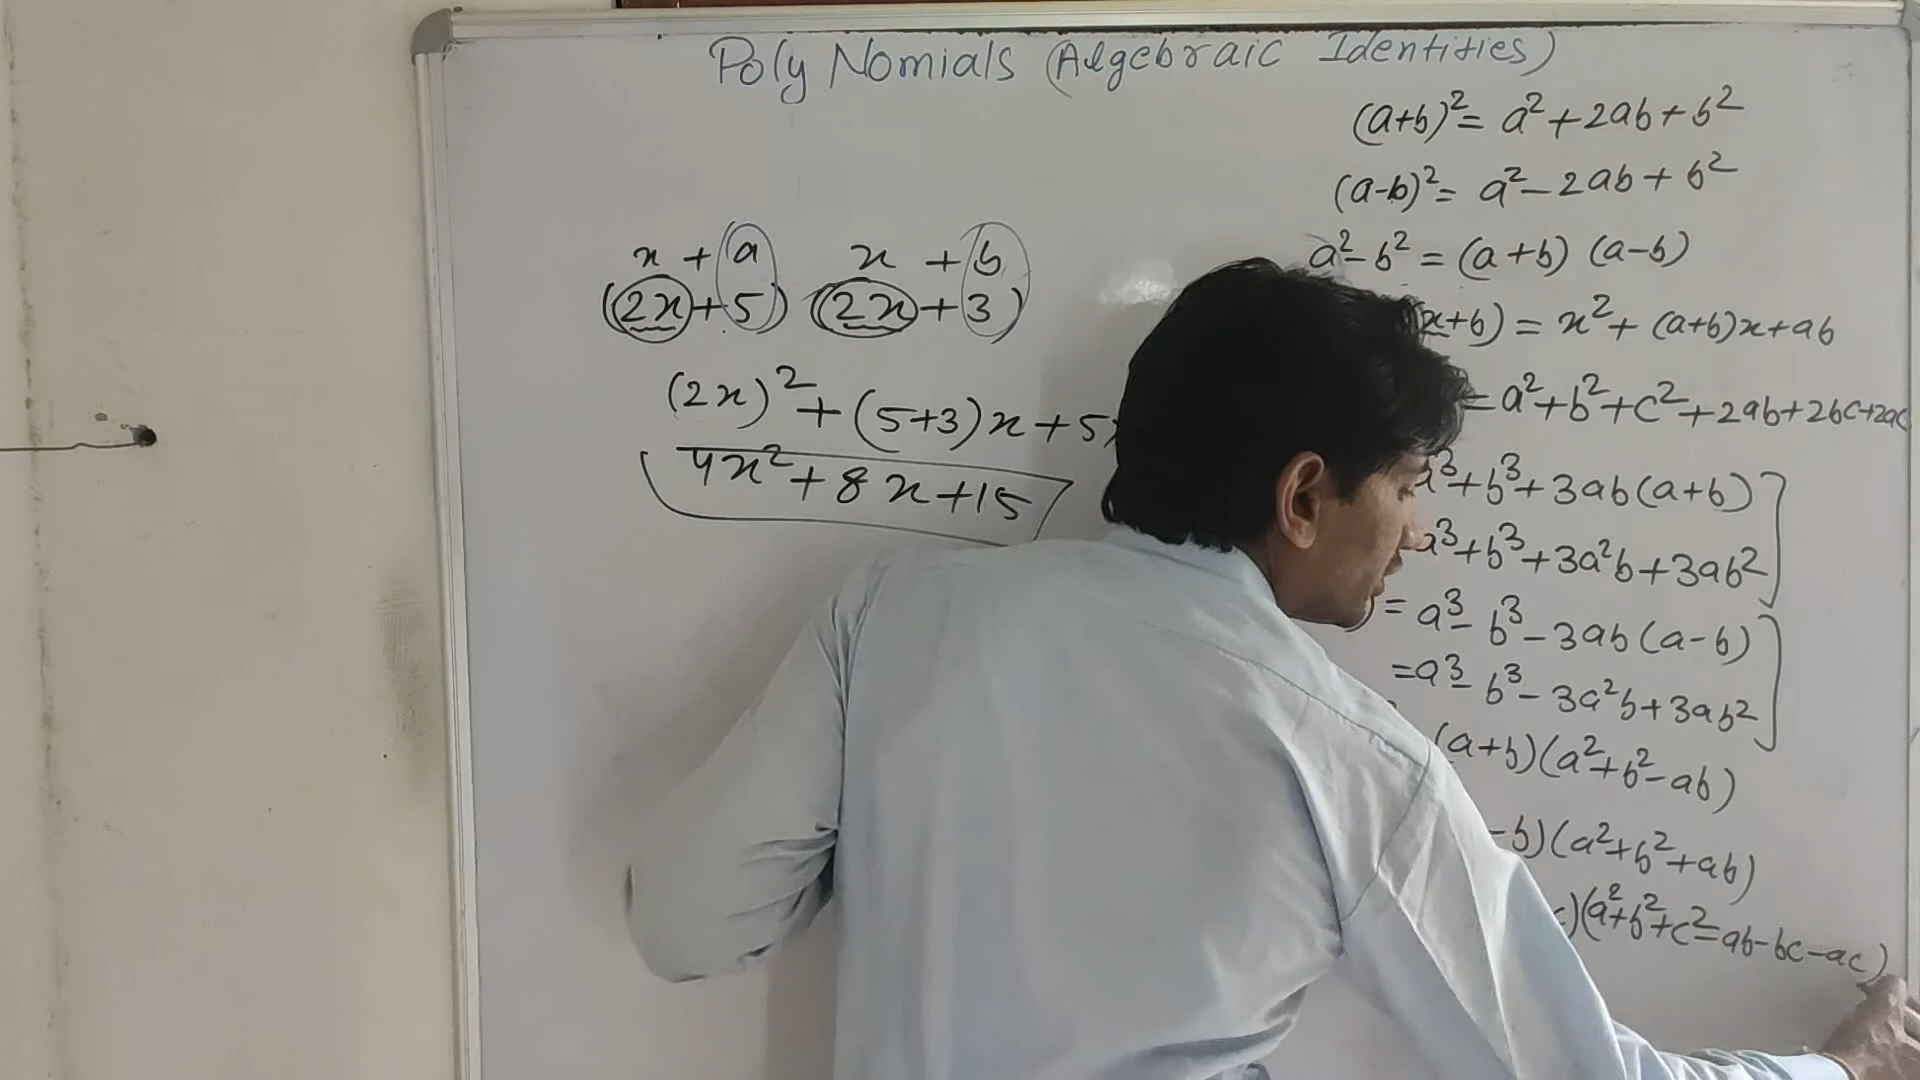 Poly Nomials (Algebraic Identities)
x + a x + b
(2x+5) (2x+3)
(2x)²+(5+3)x+5
4x²+8x+15
(a+b)²= a²+2ab+b²
(a-b)²= a²-2ab+b²
a²-b² = (a+b) (a-b)
(x+b) = x²+(a+b)x+ab
=a²+b²+c²+2ab+2bc+2ac
a³+b³+3ab(a+b)
a³+b³+3a²b+3ab²
)=a³-b³-3ab(a-b)
=a³-b³-3a²b+3ab²
(a+b)(a²+b²-ab)
-b)(a²+b²+ab)
c)(a²+b²+c²-ab-bc-ac)